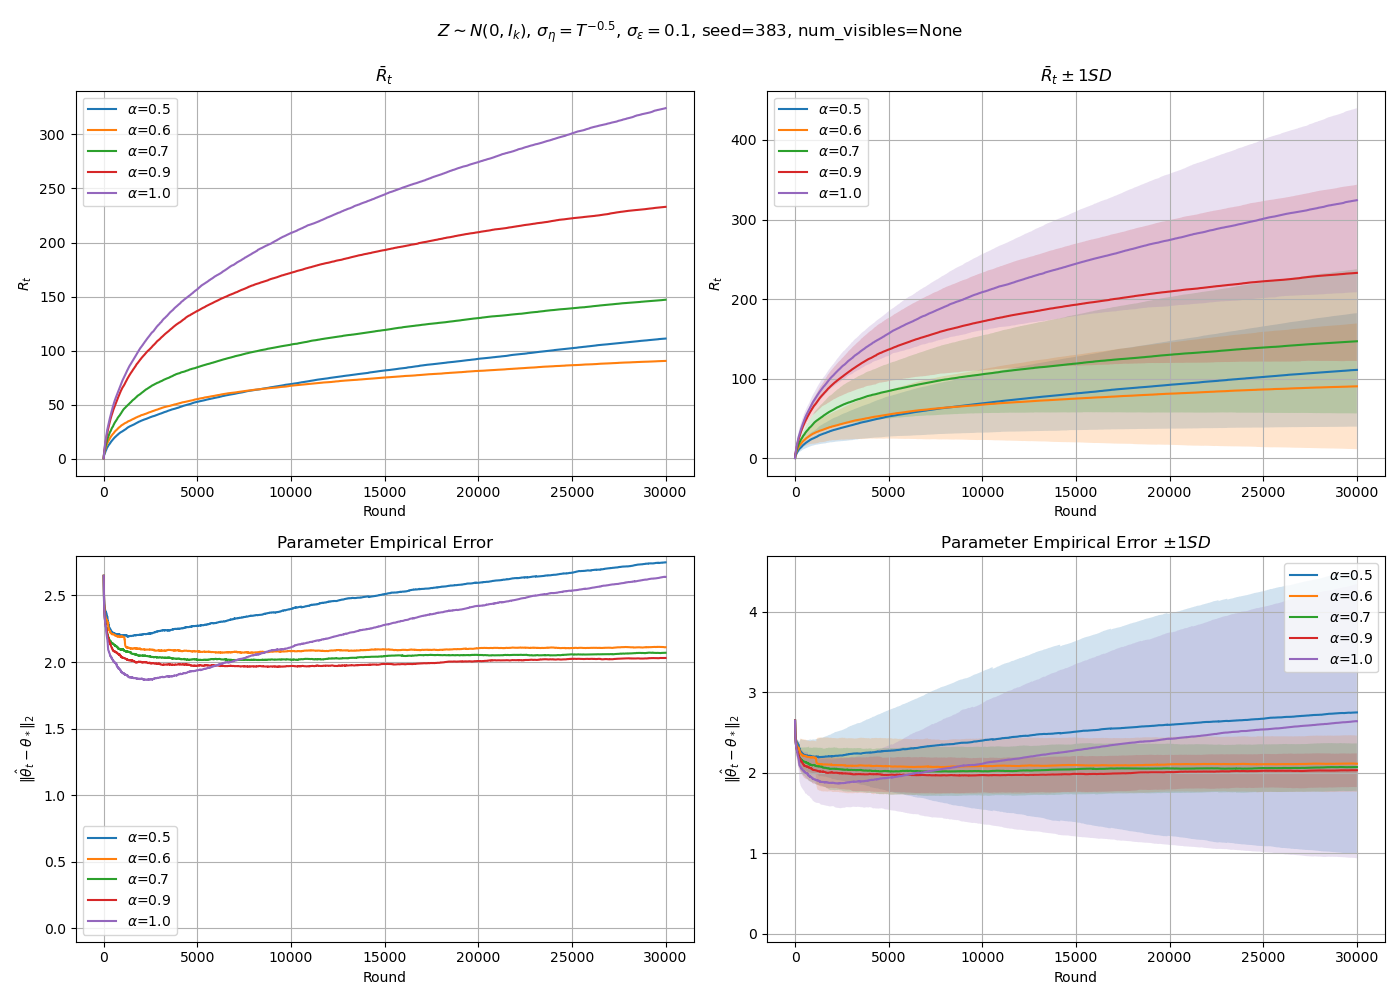 Z ∼ N(0, I_k), σ_η = T^{−0.5}, σ_ε = 0.1, seed=383, num_visibles=None
R̄_t
α=0.5
α=0.6
α=0.7
α=0.9
α=1.0
300
250
200
150
100
50
0
R_t
0 5000 10000 15000 20000 25000 30000
Round
R̄_t ± 1SD
α=0.5
α=0.6
α=0.7
α=0.9
α=1.0
400
300
200
100
0
R_t
0 5000 10000 15000 20000 25000 30000
Round
Parameter Empirical Error
2.5
2.0
1.5
1.0
0.5
0.0
‖θ̂_t − θ_*‖_2
α=0.5
α=0.6
α=0.7
α=0.9
α=1.0
0 5000 10000 15000 20000 25000 30000
Round
Parameter Empirical Error ±1SD
α=0.5
α=0.6
α=0.7
α=0.9
α=1.0
4
3
2
1
0
‖θ̂_t − θ_*‖_2
0 5000 10000 15000 20000 25000 30000
Round